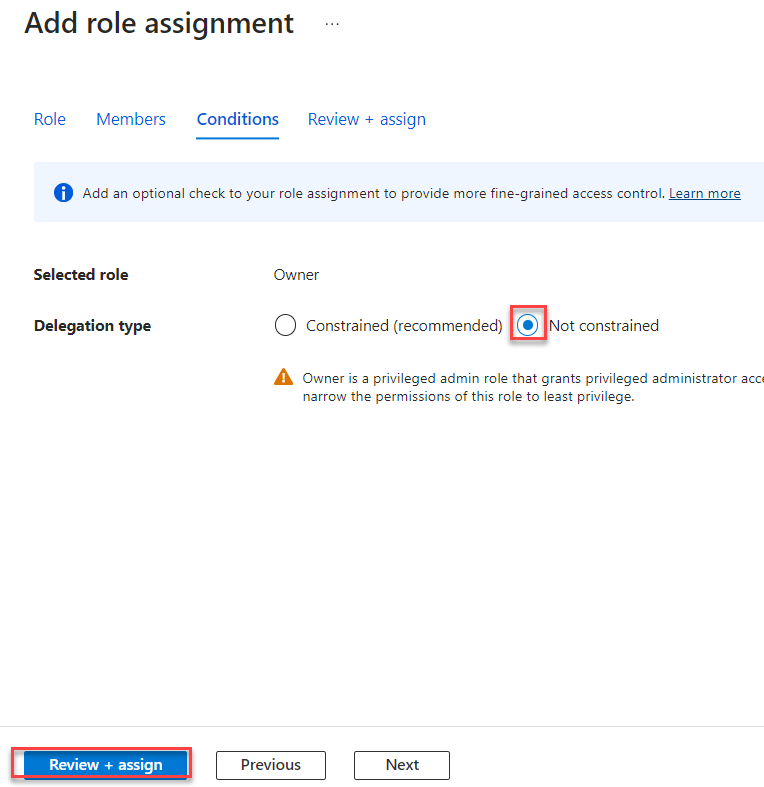 Add role assignment ...
Role Members Conditions Review + assign
Add an optional check to your role assignment to provide more fine-grained access control. Learn more
Selected role Owner
Delegation type Constrained (recommended) Not constrained
Owner is a privileged admin role that grants privileged administrator
narrow the permissions of this role to least privilege.
Review + assign Previous Next